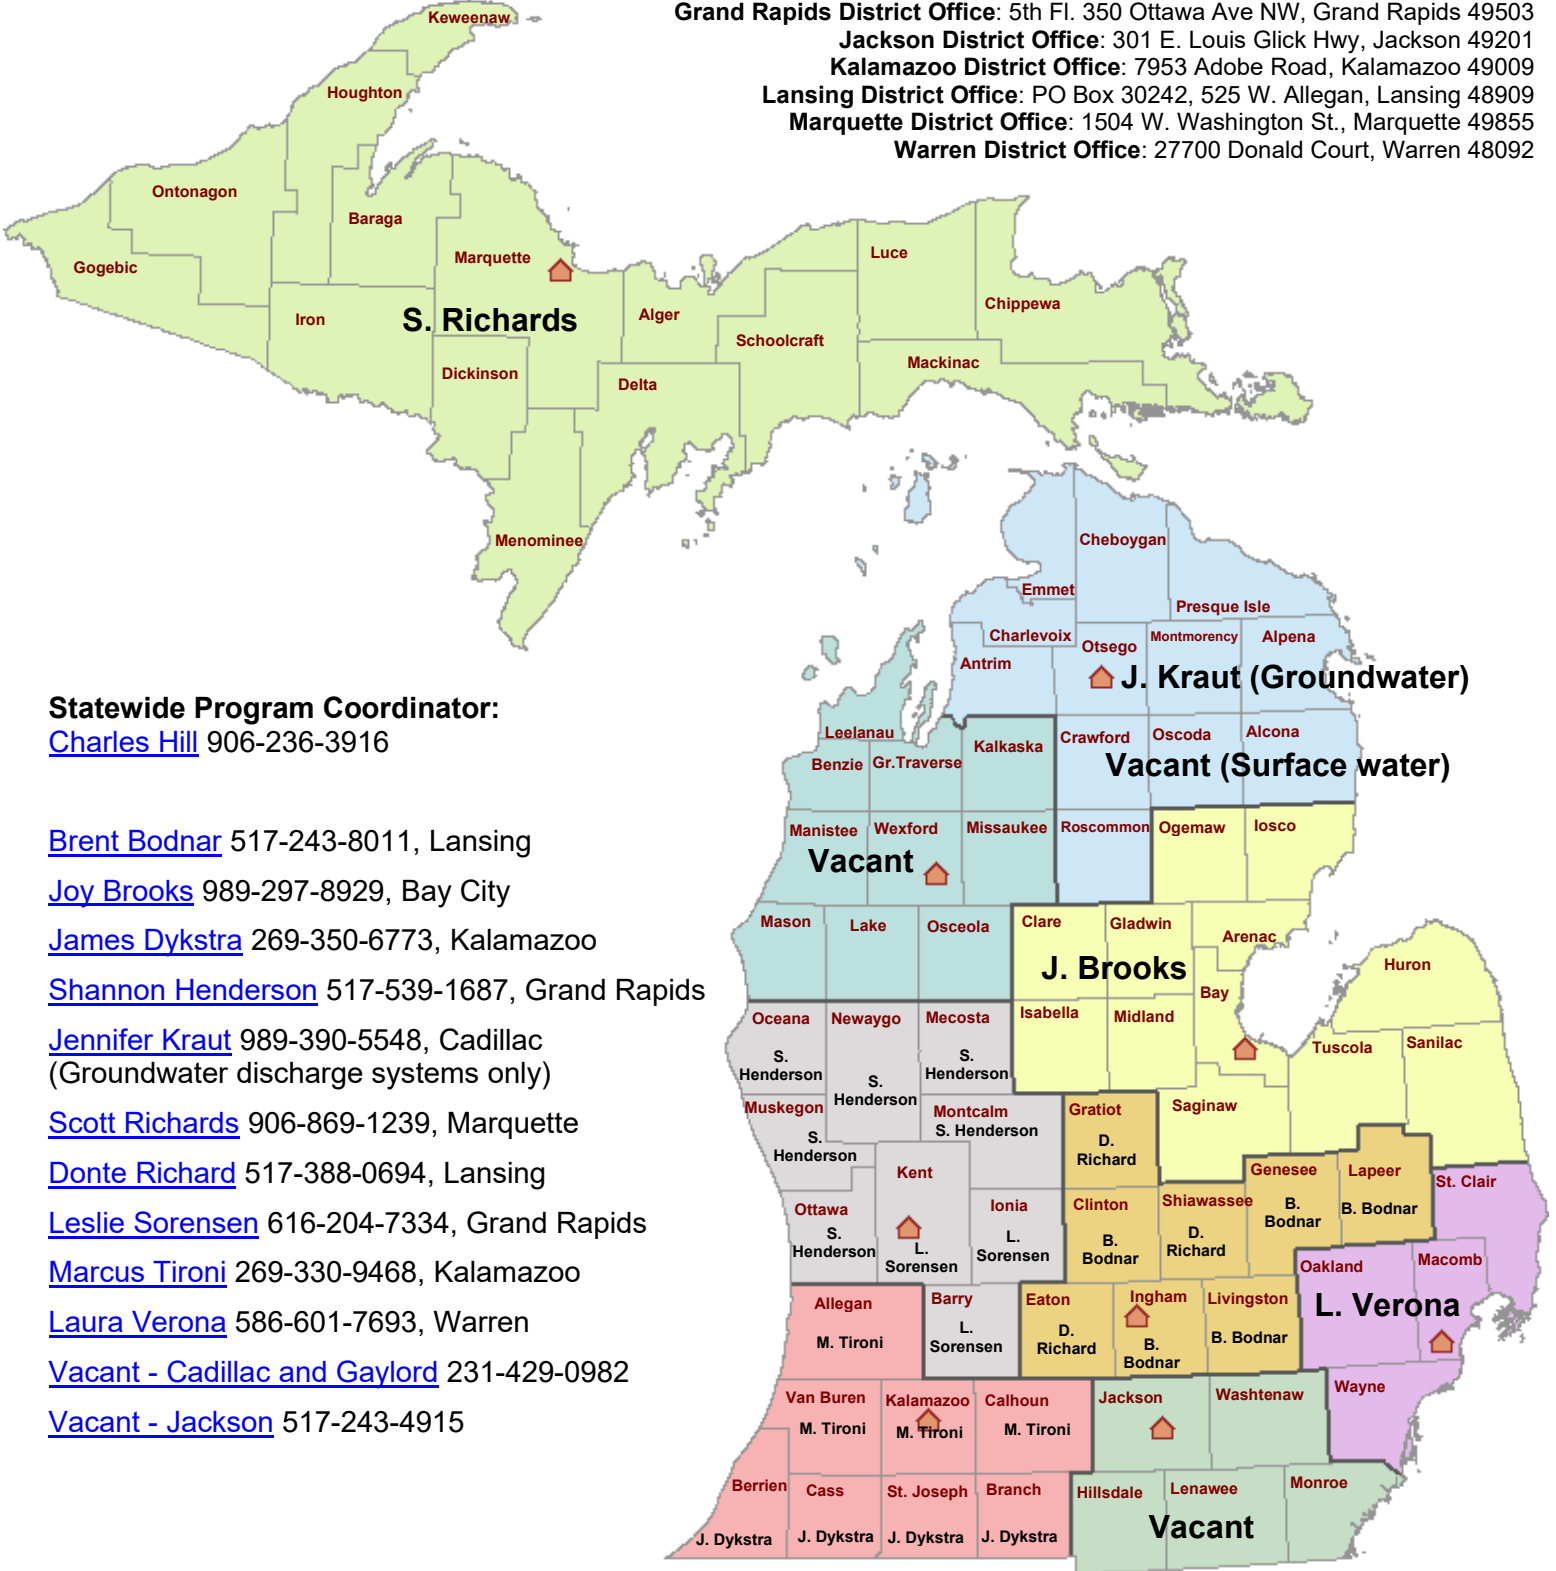 Grand Rapids District Office: 5th Fl. 350 Ottawa Ave NW, Grand Rapids 49503
Jackson District Office: 301 E. Louis Glick Hwy, Jackson 49201
Kalamazoo District Office: 7953 Adobe Road, Kalamazoo 49009
Lansing District Office: PO Box 30242, 525 W. Allegan, Lansing 48909
Marquette District Office: 1504 W. Washington St., Marquette 49855
Warren District Office: 27700 Donald Court, Warren 48092
Keweenaw
Houghton
Ontonagon
Baraga
Gogebic
Marquette
Luce
Iron
S. Richards
Alger
Chippewa
Schoolcraft
Mackinac
Dickinson
Delta
Menominee
Cheboygan
Emmet
Presque Isle
Charlevoix
Otsego
Montmorency
Alpena
Antrim
J. Kraut (Groundwater)
Leelanau
Kalkaska
Crawford
Oscoda
Alcona
Benzie
Gr.Traverse
Vacant (Surface water)
Manistee
Wexford
Missaukee
Roscommon
Ogemaw
Iosco
Vacant
Mason
Lake
Osceola
Clare
Gladwin
Arenac
J. Brooks
Huron
Bay
Isabella
Midland
Tuscola
Sanilac
Saginaw
Oceana
S.
Henderson
Newaygo
S.
Henderson
Mecosta
S.
Henderson
Muskegon
S.
Henderson
Montcalm
S. Henderson
Gratiot
D.
Richard
Kent
L.
Sorensen
Ottawa
S.
Henderson
Ionia
L.
Sorensen
Clinton
B.
Bodnar
Shiawassee
D.
Richard
Genesee
B.
Bodnar
Lapeer
B. Bodnar
St. Clair
Oakland
Macomb
L. Verona
Wayne
Allegan
M. Tironi
Barry
L.
Sorensen
Eaton
D.
Richard
Ingham
B.
Bodnar
Livingston
B. Bodnar
Van Buren
M. Tironi
Kalamazoo
M. Tironi
Calhoun
M. Tironi
Jackson
Washtenaw
Berrien
J. Dykstra
Cass
J. Dykstra
St. Joseph
J. Dykstra
Branch
J. Dykstra
Hillsdale
Lenawee
Monroe
Vacant
Statewide Program Coordinator:
Charles Hill 906-236-3916
Brent Bodnar 517-243-8011, Lansing
Joy Brooks 989-297-8929, Bay City
James Dykstra 269-350-6773, Kalamazoo
Shannon Henderson 517-539-1687, Grand Rapids
Jennifer Kraut 989-390-5548, Cadillac
(Groundwater discharge systems only)
Scott Richards 906-869-1239, Marquette
Donte Richard 517-388-0694, Lansing
Leslie Sorensen 616-204-7334, Grand Rapids
Marcus Tironi 269-330-9468, Kalamazoo
Laura Verona 586-601-7693, Warren
Vacant - Cadillac and Gaylord 231-429-0982
Vacant - Jackson 517-243-4915